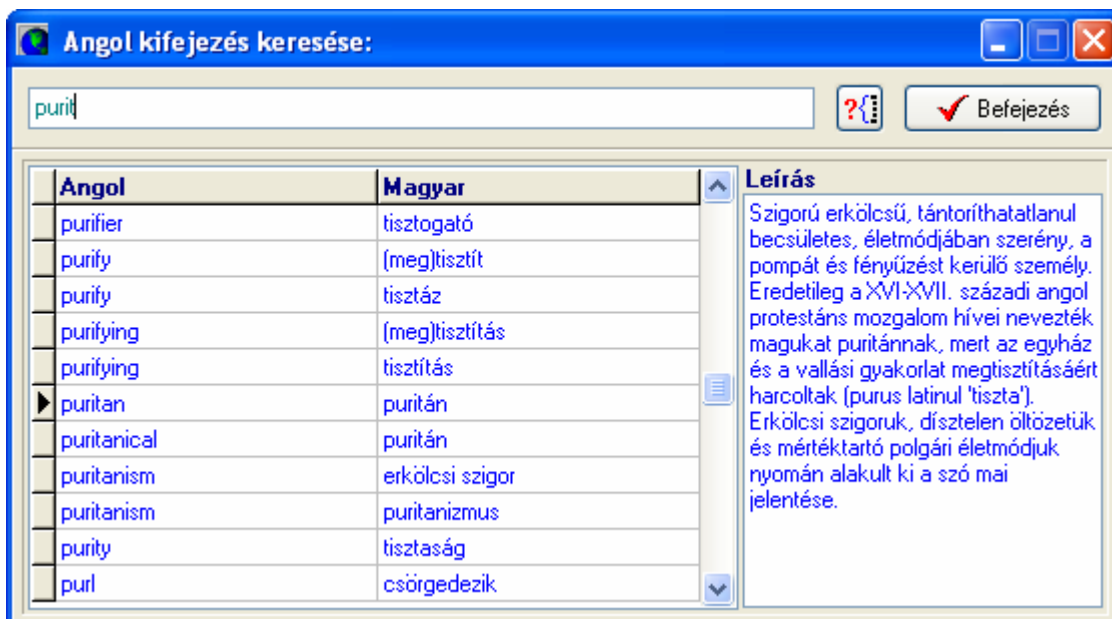 Angol kifejezés keresése:
purit
?{ Befejezés
Angol Magyar
purifier tisztogató
purify (meg)tisztít
purify tisztáz
purifying (meg)tisztítás
purifying tisztítás
puritan puritán
puritanical puritán
puritanism erkölcsi szigor
puritanism puritanizmus
purity tisztaság
purl csörgedezik
Leírás
Szigorú erkölcsű, tántoríthatatlanul
becsületes, életmódjában szerény, a
pompát és fényűzést kerülő személy.
Eredetileg a XVI-XVII. századi angol
protestáns mozgalom hívei nevezték
magukat puritánnak, mert az egyház
és a vallási gyakorlat megtisztításáért
harcoltak (purus latinul 'tiszta').
Erkölcsi szigoruk, dísztelen öltözetük
és mértéktartó polgári életmódjuk
nyomán alakult ki a szó mai
jelentése.